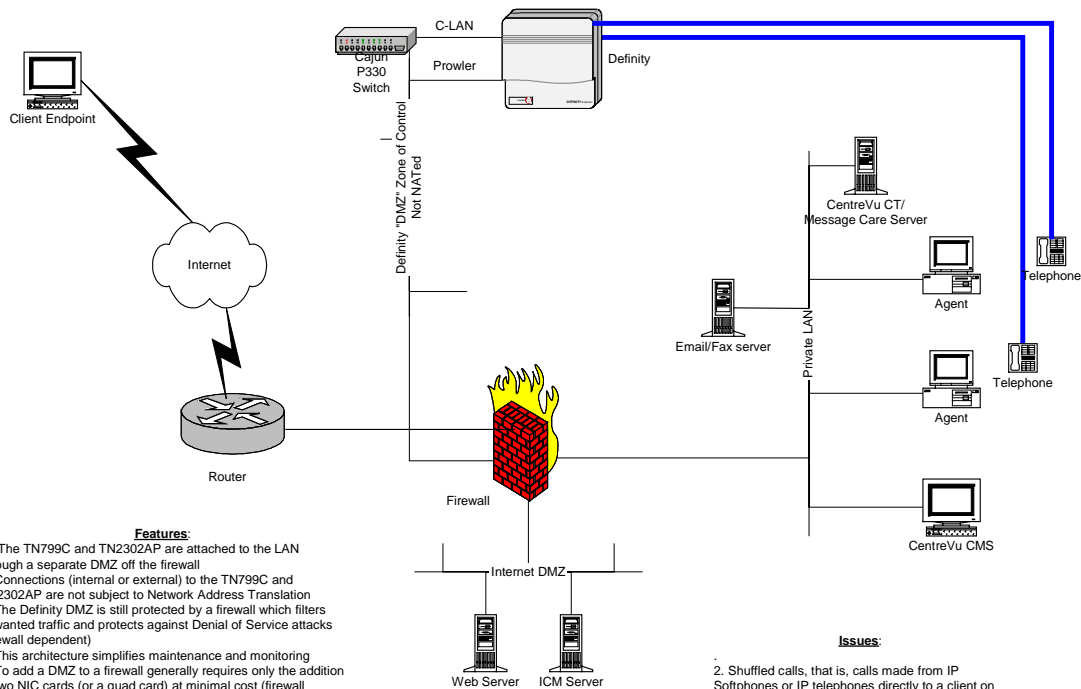 C-LAN
Definity
Cajun
P330
Switch
Prowler
Client Endpoint
Definity "DMZ" Zone of Control
Not NATed
CentreVu CT/
Message Care Server
Internet
Telephone
Agent
Email/Fax server
Private LAN
Telephone
Agent
Router
Firewall
CentreVu CMS
Features:
The TN799C and TN2302AP are attached to the LAN
ough a separate DMZ off the firewall
Connections (internal or external) to the TN799C and
2302AP are not subject to Network Address Translation
The Definity DMZ is still protected by a firewall which filters
wanted traffic and protects against Denial of Service attacks
ewall dependent)
This architecture simplifies maintenance and monitoring
To add a DMZ to a firewall generally requires only the addition
two NIC cards (or a quad card) at minimal cost (firewall
Internet DMZ
Web Server
ICM Server
Issues:
.
2. Shuffled calls, that is, calls made from IP
Softphones or IP telephones directly to a client on